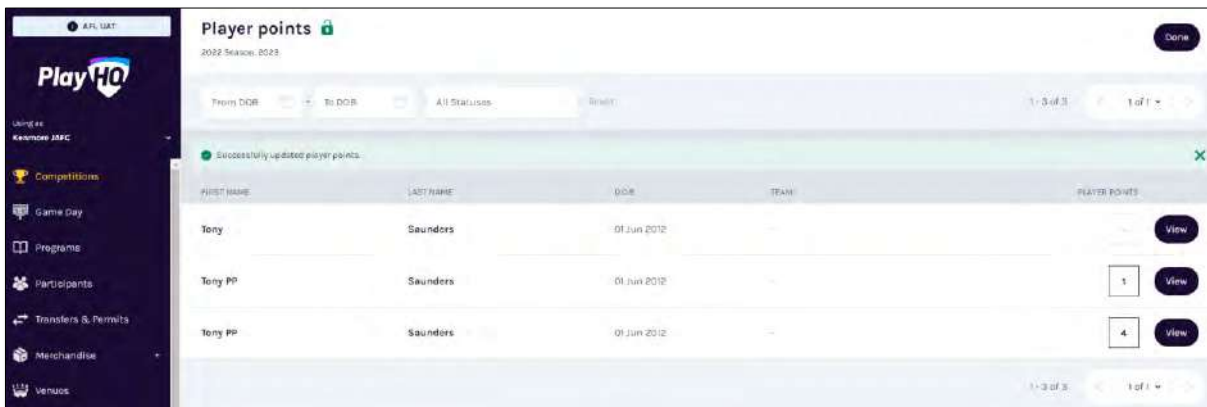 AFL UAT
PlayHQ
Using as
Kenmore JAFC
Competitions
Game Day
Programs
Participants
Transfers & Permits
Merchandise
Venues
Player points
2022 Season, 2023
Done
From DOB - To DOB
All Statuses
Reset
1 - 3 of 3
1 of 1
Successfully updated player points.
FIRST NAME LAST NAME DOB TEAM PLAYER POINTS
Tony Saunders 01 Jun 2012 - - View
Tony PP Saunders 01 Jun 2012 - 1 View
Tony PP Saunders 01 Jun 2012 - 4 View
1 - 3 of 3
1 of 1